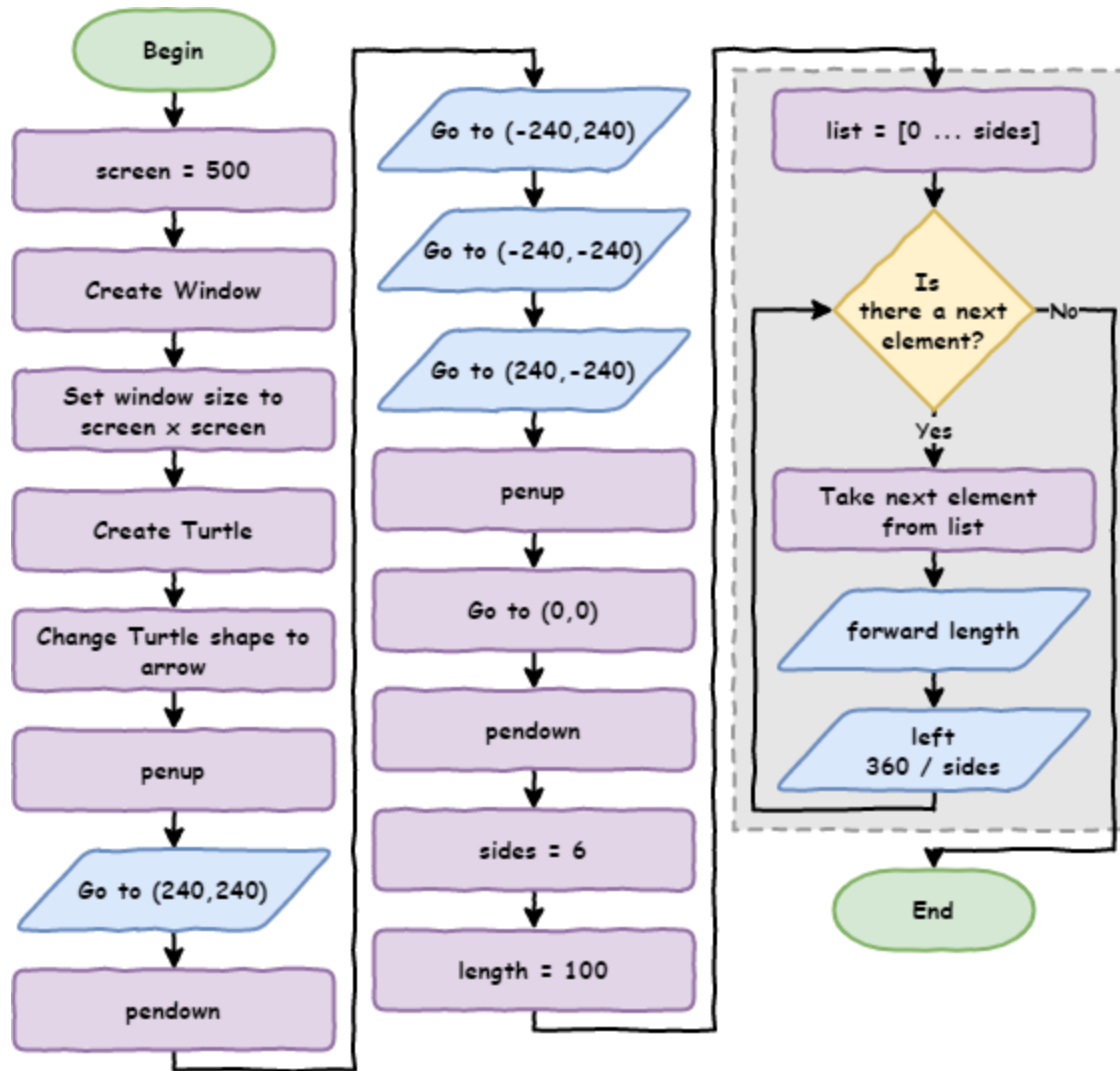 Begin
screen = 500
Create Window
Set window size to
screen x screen
Create Turtle
Change Turtle shape to
arrow
penup
Go to (240,240)
pendown
Go to (-240,240)
Go to (-240,-240)
Go to (240,-240)
penup
Go to (0,0)
pendown
sides = 6
length = 100
list = [0 ... sides]
Is
there a next
element?
No
Yes
Take next element
from list
forward length
left
360 / sides
End